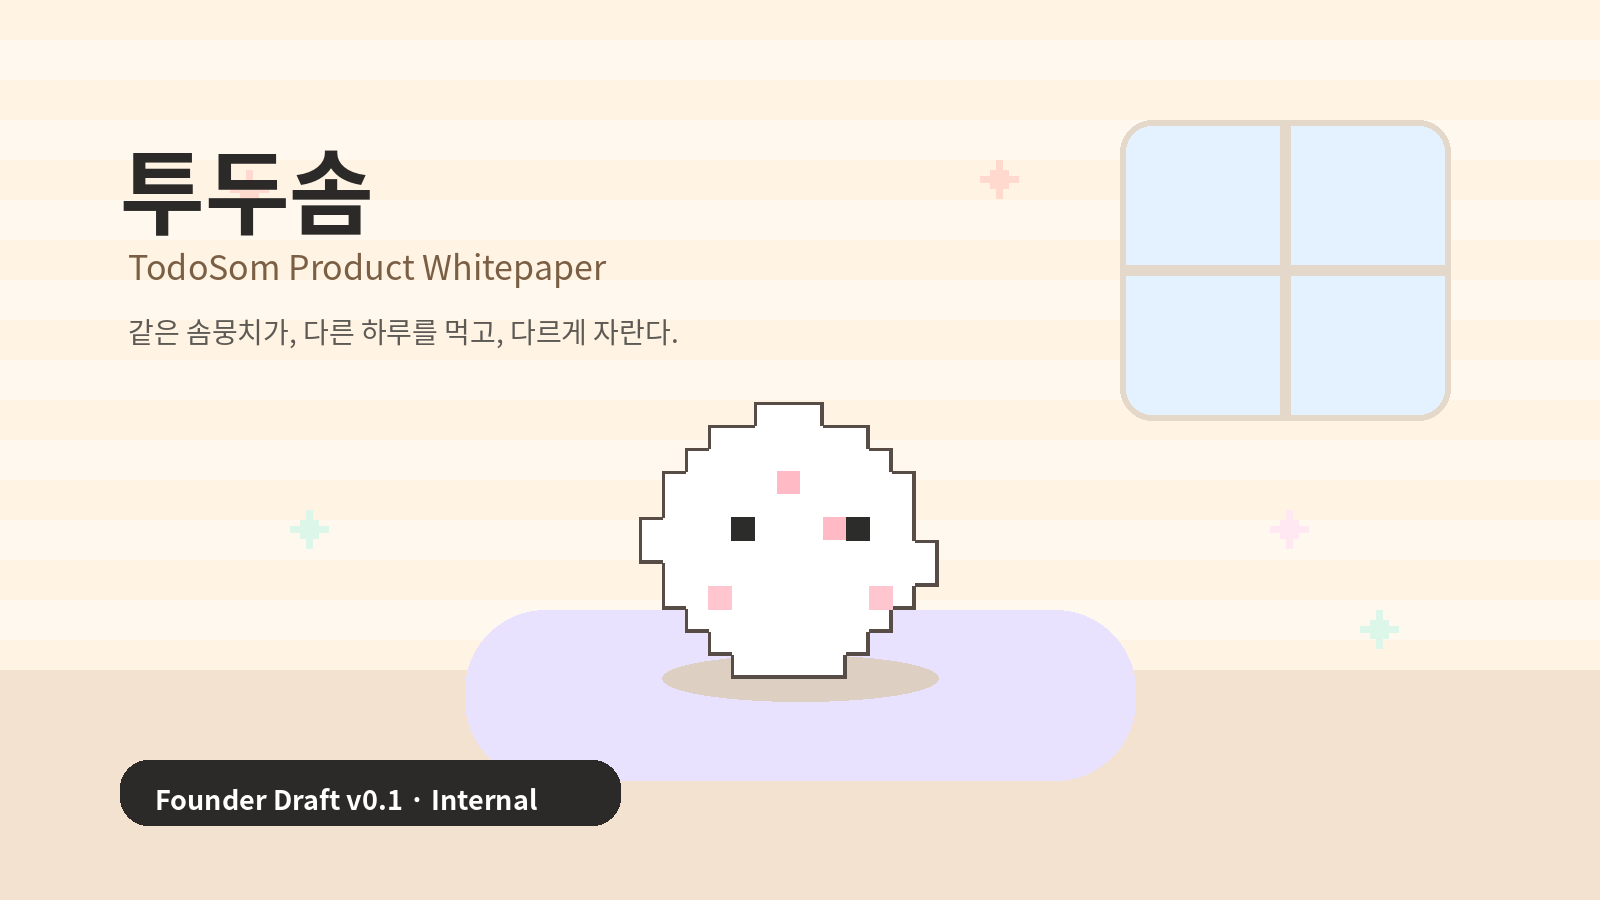 투두솜
TodoSom Product Whitepaper
같은 솜뭉치가, 다른 하루를 먹고, 다르게 자란다.
Founder Draft v0.1 · Internal